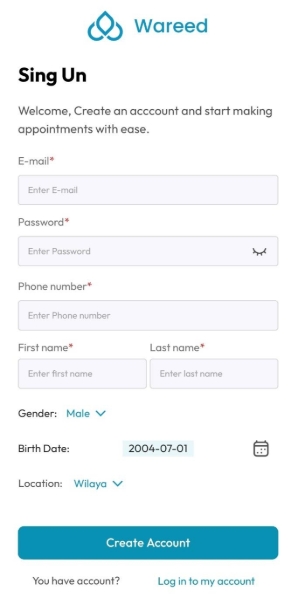 Wareed
Sing Un
Welcome, Create an acccount and start making
appointments with ease.
E-mail*
Enter E-mail
Password*
Enter Password
Phone number*
Enter Phone number
First name* Last name*
Enter first name Enter last name
Gender: Male
Birth Date: 2004-07-01
Location: Wilaya
Create Account
You have account? Log in to my account